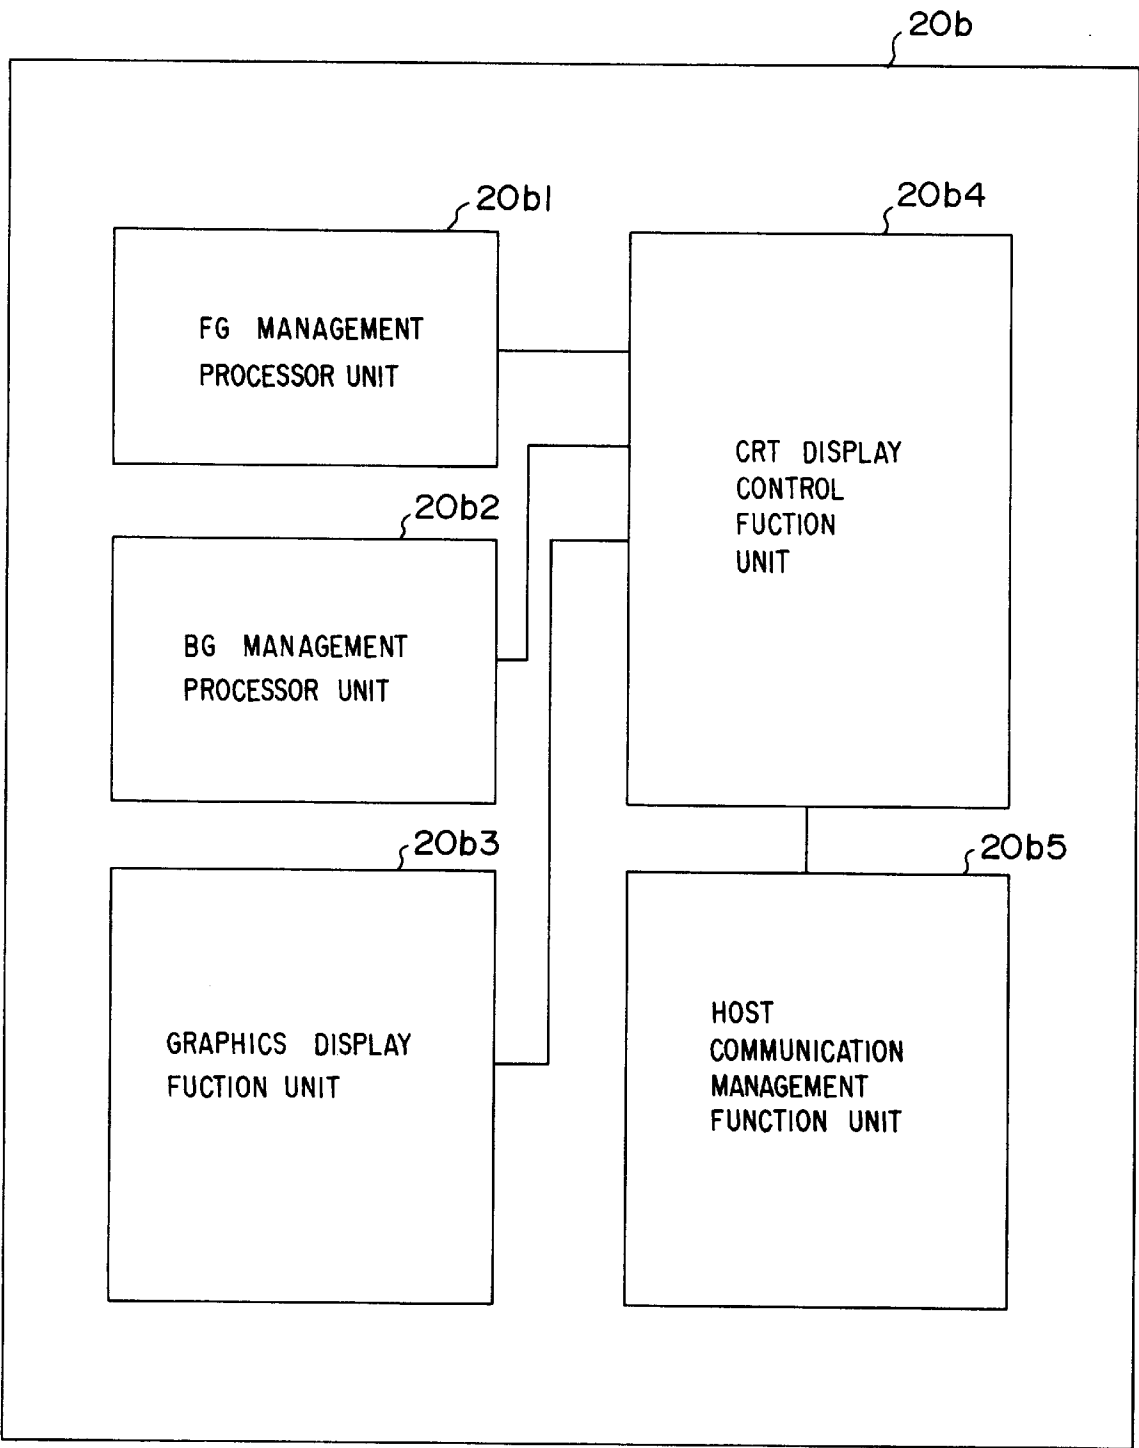 20b
20b1
FG MANAGEMENT
PROCESSOR UNIT
20b4
CRT DISPLAY
CONTROL
FUCTION
UNIT
20b2
BG MANAGEMENT
PROCESSOR UNIT
20b3
GRAPHICS DISPLAY
FUCTION UNIT
20b5
HOST
COMMUNICATION
MANAGEMENT
FUNCTION UNIT